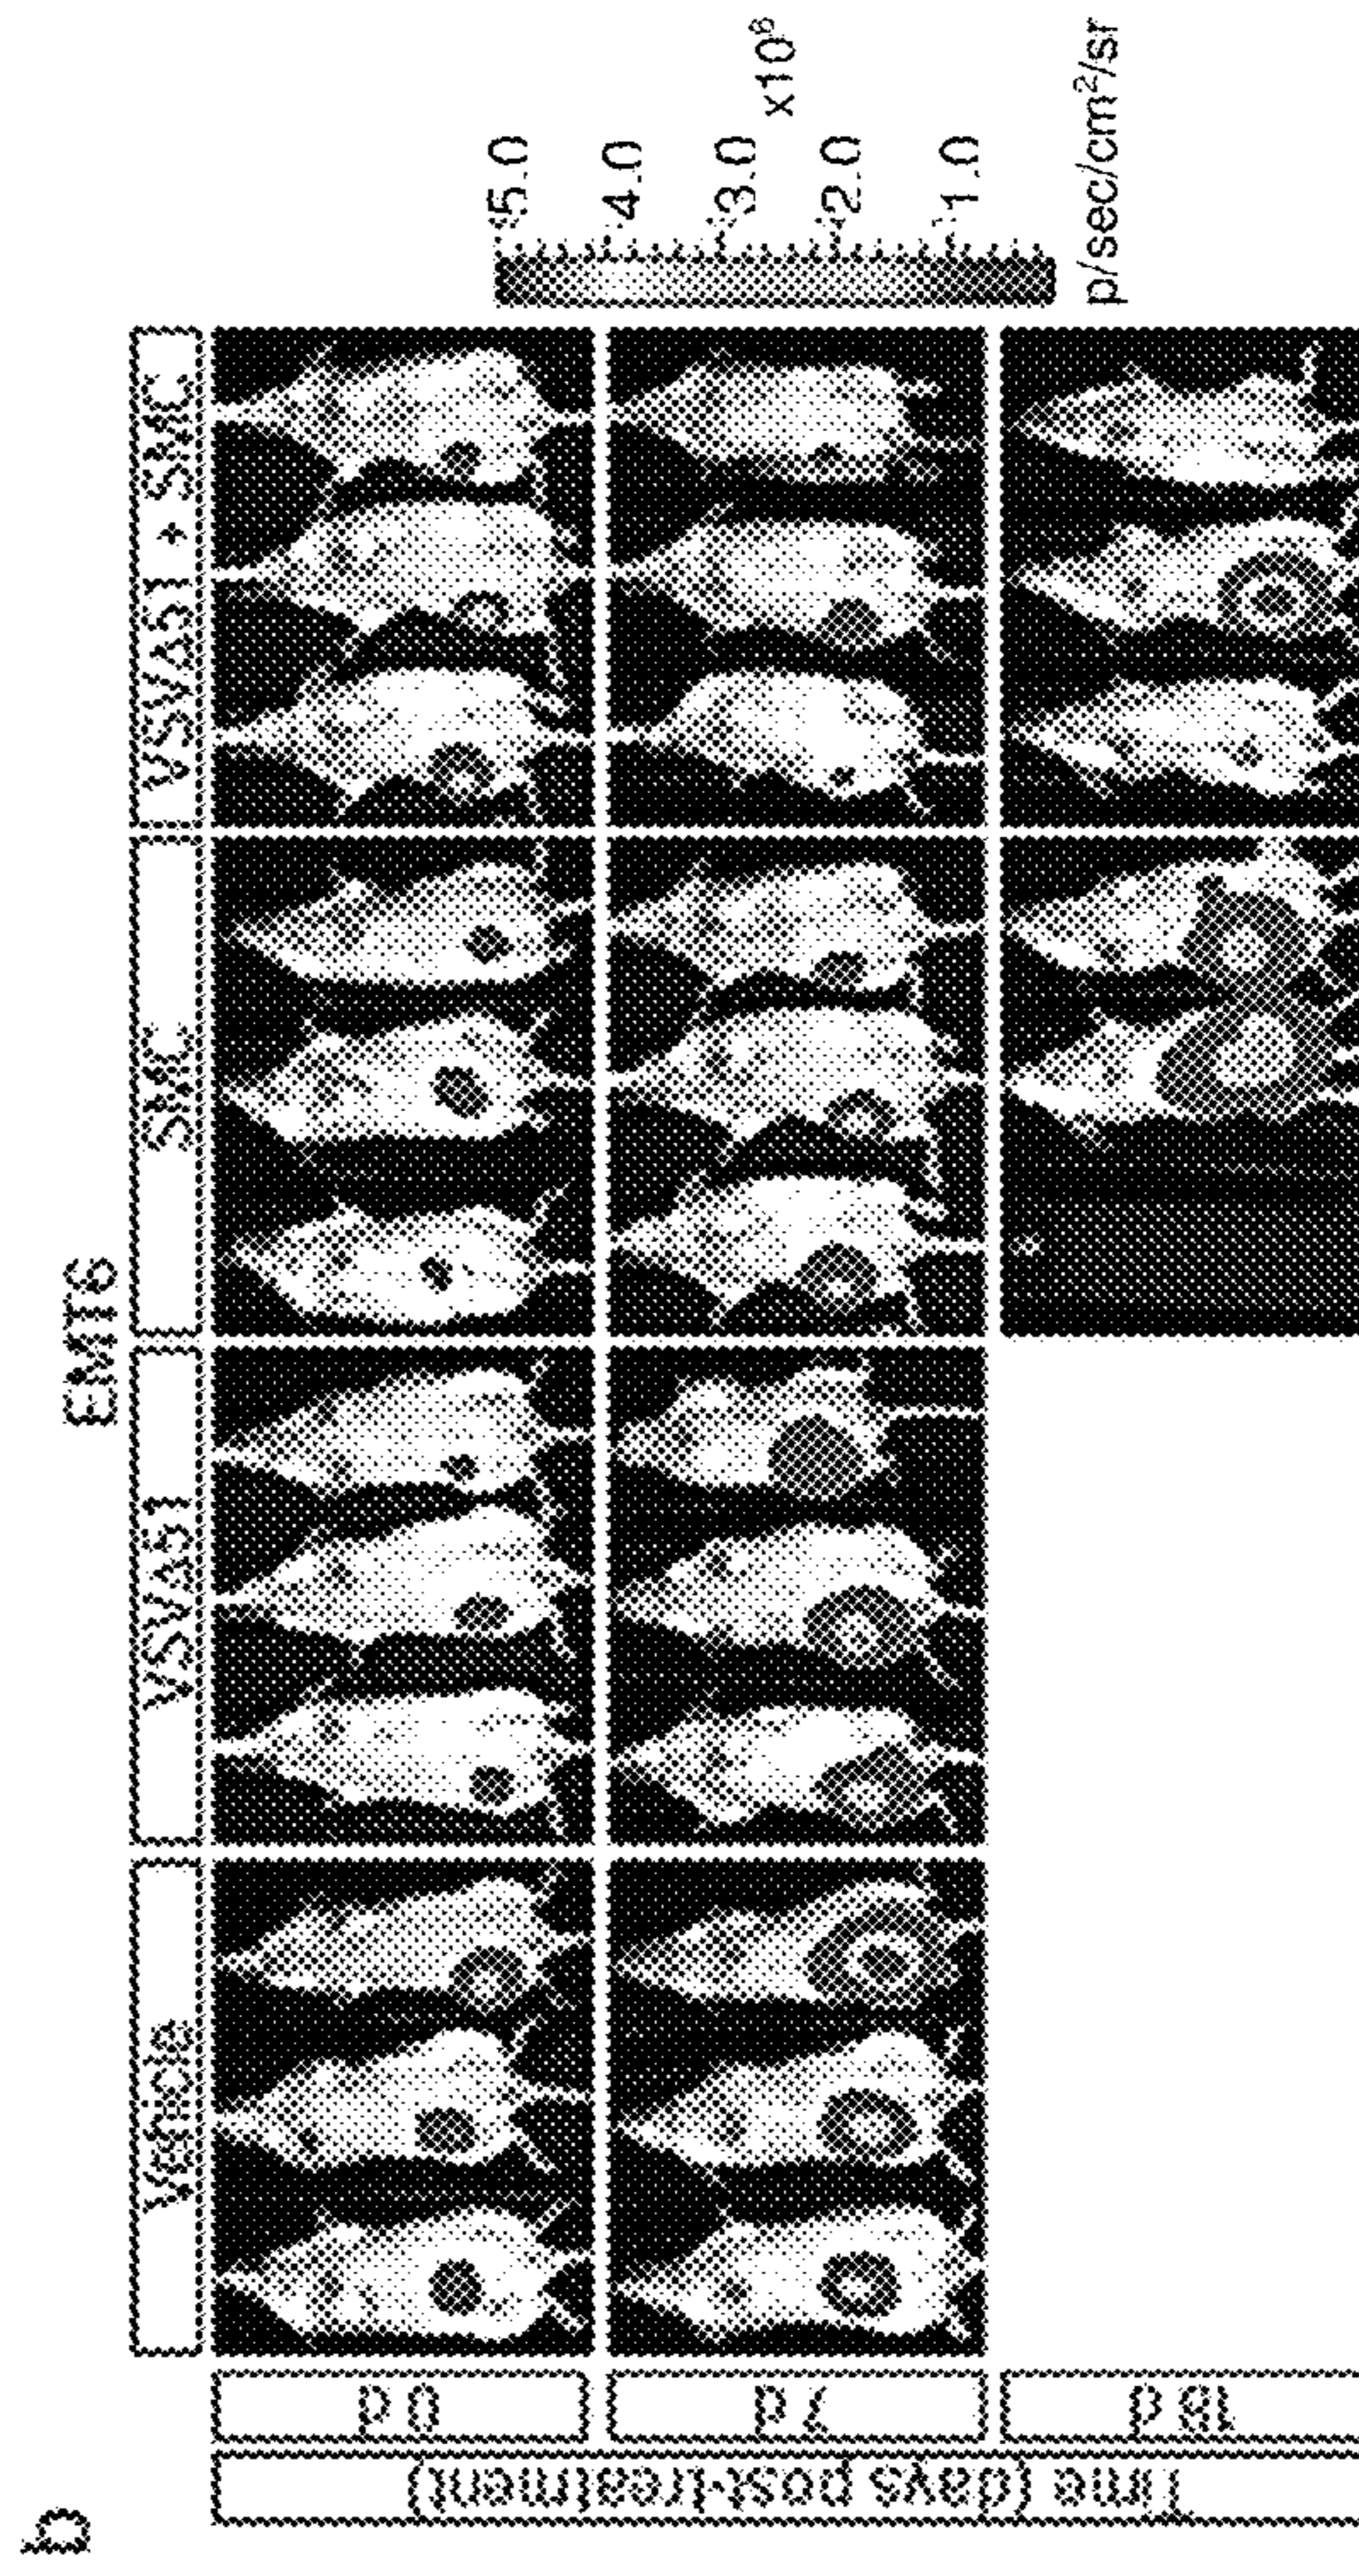 b
EMT6
Vehicle
VSVΔ51
SMC
VSVΔ51 + SMC
5.0
4.0
3.0
2.0
1.0
x10⁶
p/sec/cm²/sr
Time (days post-treatment)
0 d
7 d
18 d